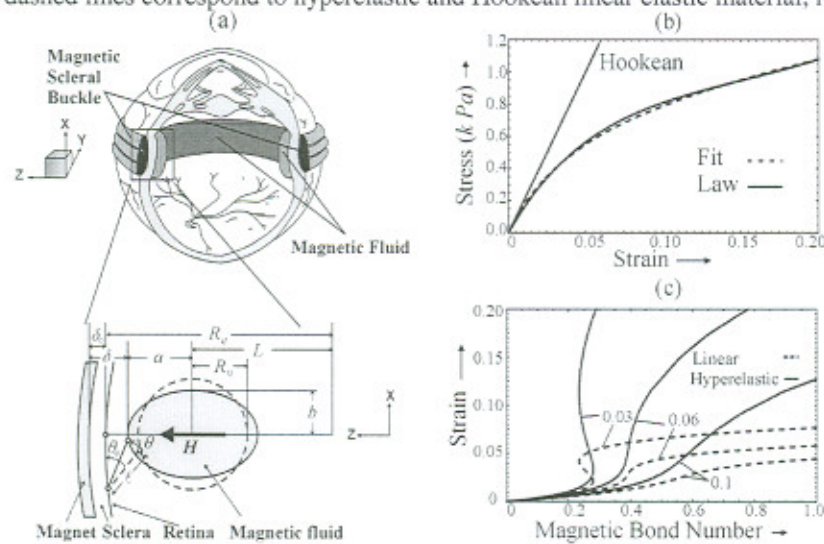 dashed lines correspond to hyperelastic and Hookean linear elastic material,
(a)
Magnetic
Scleral
Buckle
X
Y
Z
Magnetic Fluid
δ
R
δ
a
L
R
b
X
Z
H
θ
θ
Magnet Sclera Retina Magnetic fluid
(b)
1.2
1.0
0.8
0.6
0.4
0.2
0.0
Stress (k Pa) →
Hookean
Fit
Law
0 0.05 0.10 0.15 0.20
Strain →
(c)
0.20
0.15
0.10
0.05
0
Strain →
Linear
Hyperelastic
0.03
0.06
0.1
0 0.2 0.4 0.6 0.8 1.0
Magnetic Bond Number →